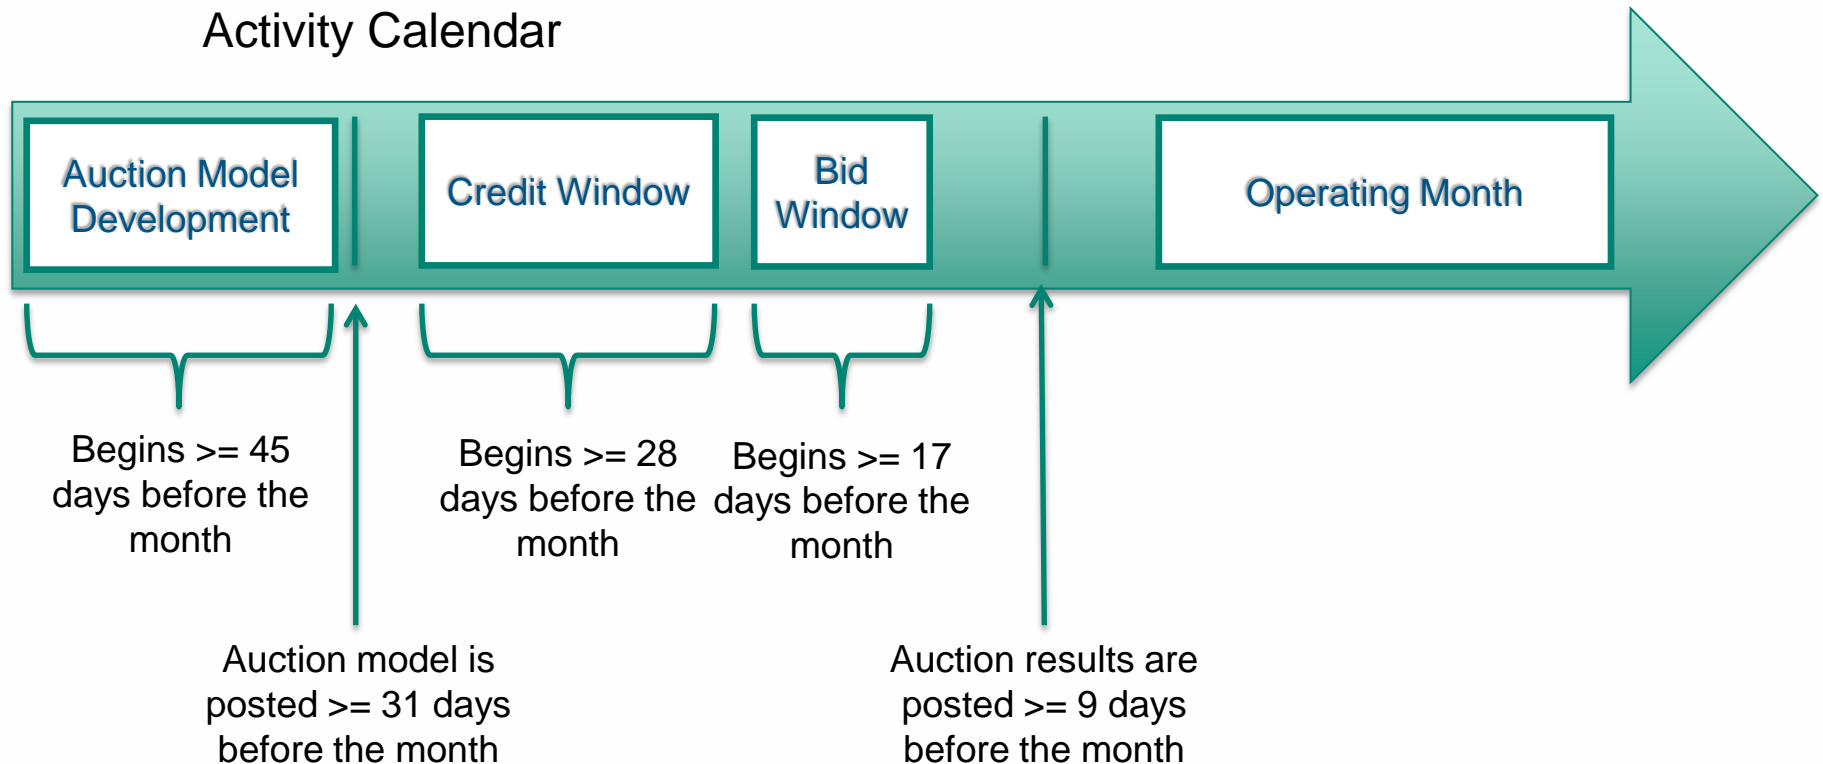 Activity Calendar
Auction Model
Development
Credit Window
Bid
Window
Operating Month
Begins >= 45
days before the
month
Begins >= 28
days before the
month
Begins >= 17
days before the
month
Auction model is
posted >= 31 days
before the month
Auction results are
posted >= 9 days
before the month